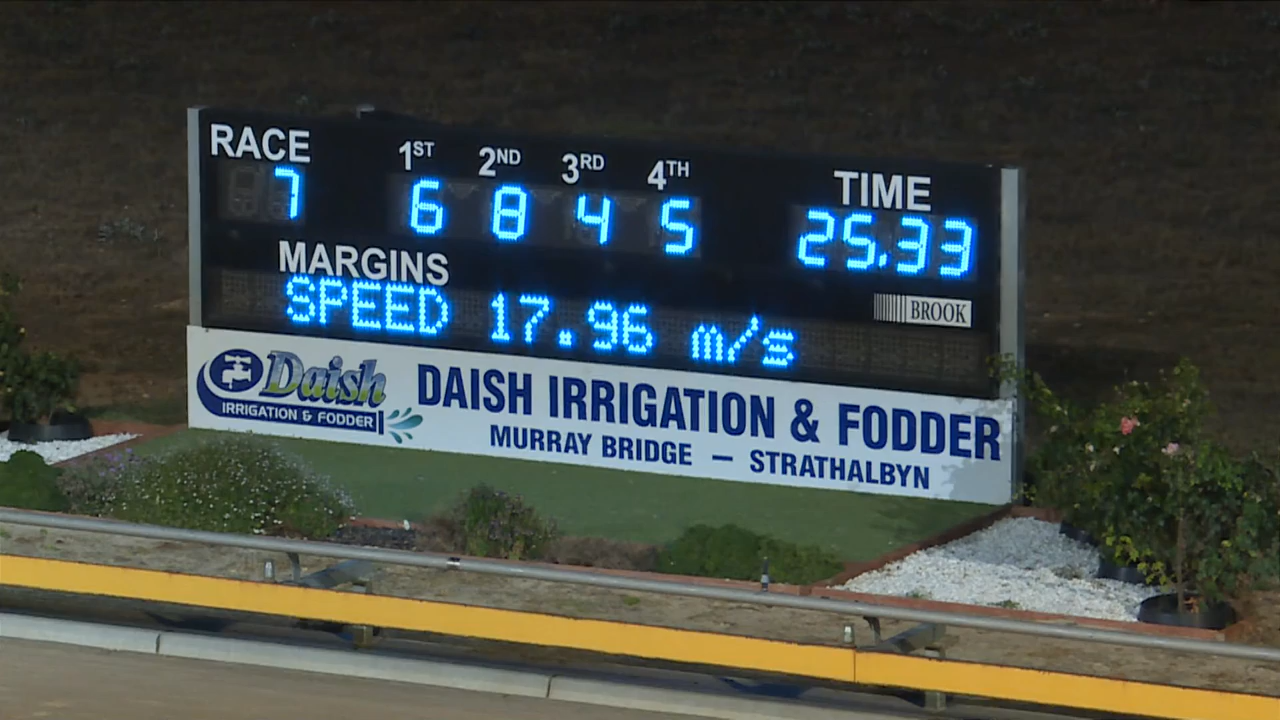 RACE 1ST 2ND 3RD 4TH TIME
7 6 8 4 5 25.33
MARGINS
SPEED 17.96 m/s
BROOK
Daish
IRRIGATION & FODDER
DAISH IRRIGATION & FODDER
MURRAY BRIDGE – STRATHALBYN